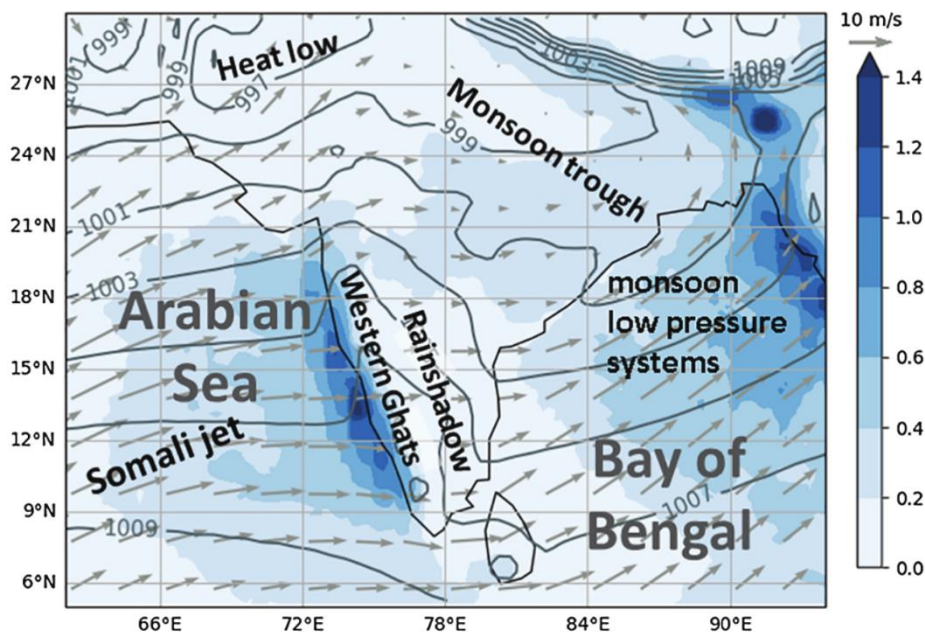 10 m/s
999
Heat low
1003
1009
1003
27°N
1001
999
997
1.4
Monsoon trough
999
24°N
1.2
1001
21°N
1.0
1003
18°N
monsoon
0.8
Arabian
Western Ghats
Rainshadow
low pressure
systems
15°N
0.6
Sea
12°N
Somali jet
0.4
Bay of
Bengal
1007
9°N
0.2
1009
6°N
0.0
66°E
72°E
78°E
84°E
90°E